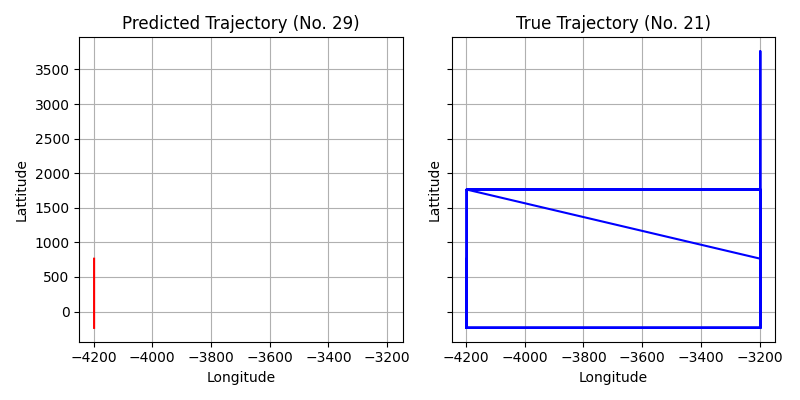 Predicted Trajectory (No. 29)
True Trajectory (No. 21)
Lattitude
3500
3000
2500
2000
1500
1000
500
0
−4200 −4000 −3800 −3600 −3400 −3200
Longitude
Lattitude
−4200 −4000 −3800 −3600 −3400 −3200
Longitude